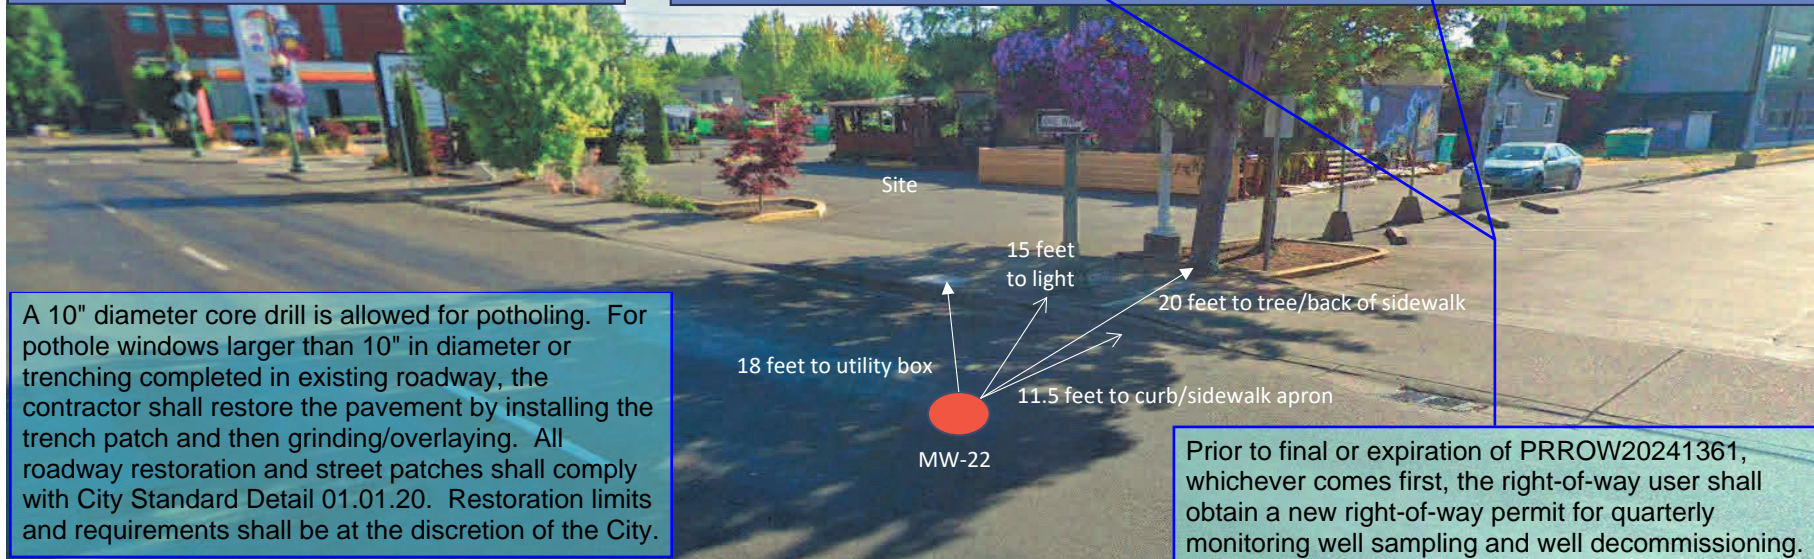 Site
15 feet
to light
20 feet to tree/back of sidewalk
18 feet to utility box
11.5 feet to curb/sidewalk apron
MW-22
A 10" diameter core drill is allowed for potholing.  For
pothole windows larger than 10" in diameter or
trenching completed in existing roadway, the
contractor shall restore the pavement by installing the
trench patch and then grinding/overlaying.  All
roadway restoration and street patches shall comply
with City Standard Detail 01.01.20.  Restoration limits
and requirements shall be at the discretion of the City.
Prior to final or expiration of PRROW20241361,
whichever comes first, the right-of-way user shall
obtain a new right-of-way permit for quarterly
monitoring well sampling and well decommissioning.